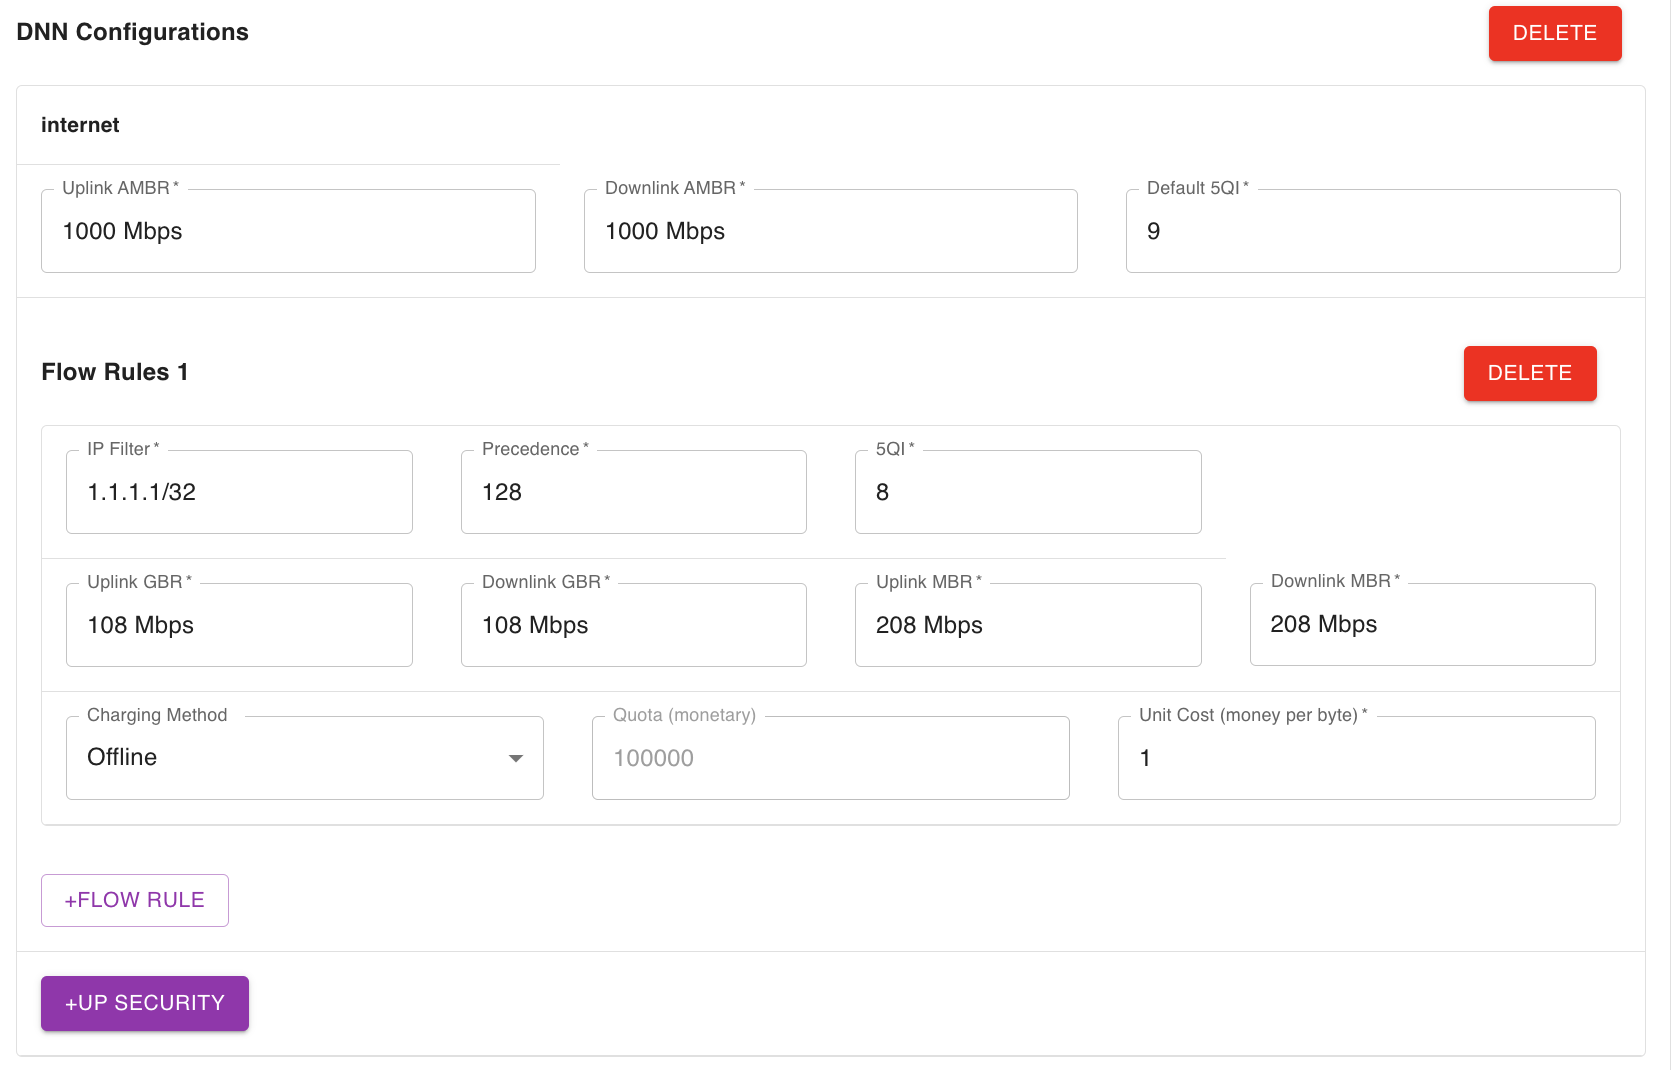 DNN Configurations
DELETE
internet
Uplink AMBR *
1000 Mbps
Downlink AMBR *
1000 Mbps
Default 5QI *
9
Flow Rules 1
DELETE
IP Filter *
1.1.1.1/32
Precedence *
128
5QI *
8
Uplink GBR *
108 Mbps
Downlink GBR *
108 Mbps
Uplink MBR *
208 Mbps
Downlink MBR *
208 Mbps
Charging Method
Offline
Quota (monetary)
100000
Unit Cost (money per byte) *
1
+FLOW RULE
+UP SECURITY